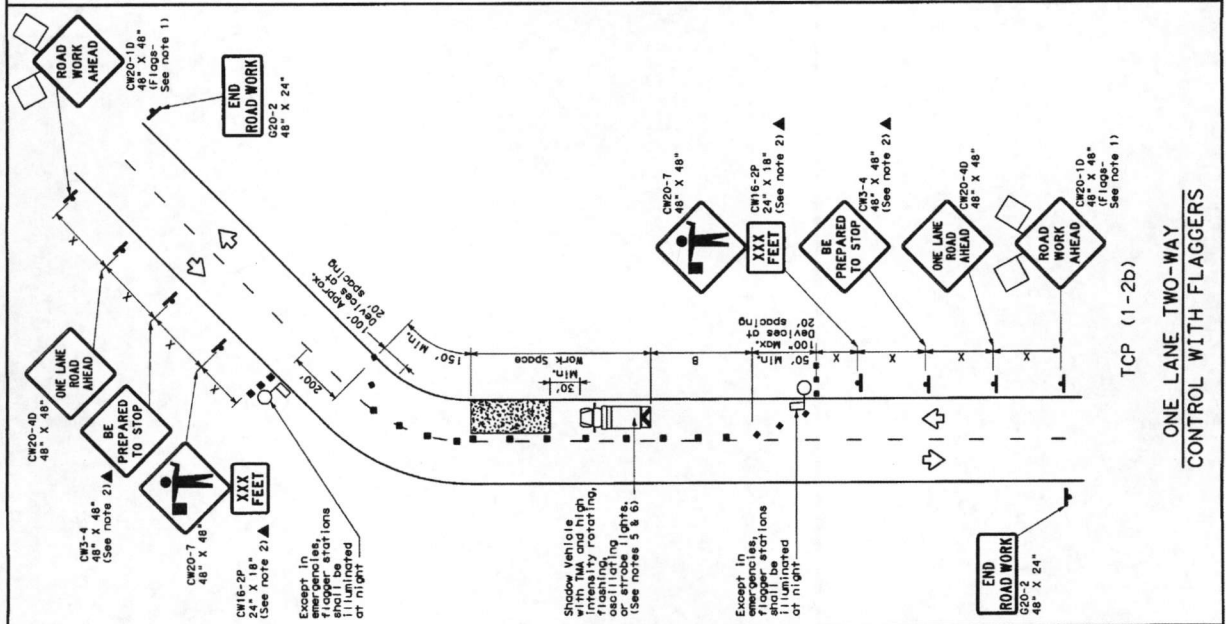 ROAD
WORK
AHEAD
CW20-1D
48" X 48"
(Flags-
See note 1)
END
ROAD WORK
G20-2
48" X 24"
X
X
X
X
ONE LANE
ROAD
AHEAD
CW20-4D
48" X 48"
BE
PREPARED
TO STOP
CW3-4
48" X 48"
(See note 2)▲
CW20-7
48" X 48"
XXX
FEET
CW16-2P
24" X 18"
(See note 2)▲
Except in
emergencies,
flagger stations
shall be
illuminated
at night
200'
100' Approx.
Devices at
20' spacing
150' Min.
Work Space
30'
Min.
B
Shadow Vehicle
with TMA and high
intensity rotating,
flashing,
oscillating
or strobe lights.
(See notes 5 & 6)
50' Min.
100' Max.
Devices at
20' spacing
Except in
emergencies,
flagger stations
shall be
illuminated
at night
X
X
X
X
CW20-7
48" X 48"
XXX
FEET
CW16-2P
24" X 18"
(See note 2)▲
BE
PREPARED
TO STOP
CW3-4
48" X 48"
(See note 2)▲
ONE LANE
ROAD
AHEAD
CW20-4D
48" X 48"
ROAD
WORK
AHEAD
CW20-1D
48" X 48"
(Flags-
See note 1)
END
ROAD WORK
G20-2
48" X 24"
TCP (1-2b)
ONE LANE TWO-WAY
CONTROL WITH FLAGGERS